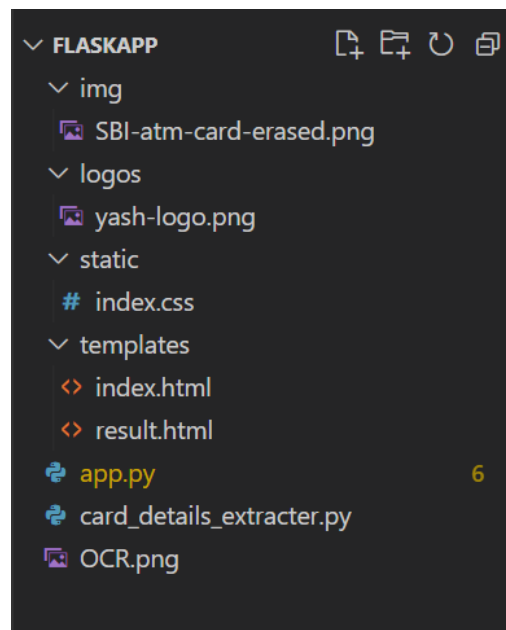 FLASKAPP
img
SBI-atm-card-erased.png
logos
yash-logo.png
static
# index.css
templates
<> index.html
<> result.html
app.py 6
card_details_extracter.py
OCR.png